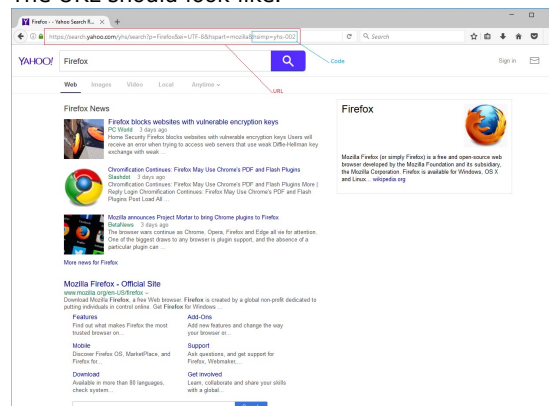 The URL should look like:
Firefox - - Yahoo Search R...
https://search.yahoo.com/yhs/search?p=Firefox&ei=UTF-8&hspart=mozilla&hsimp=yhs-002
Search
Code
YAHOO!
Firefox
Sign in
URL
Web Images Video Local Anytime
Firefox News
Firefox blocks websites with vulnerable encryption keys
PC World 3 days ago
Home Security Firefox blocks websites with vulnerable encryption keys Users will
receive an error when trying to access web servers that use weak Diffie-Hellman key
exchange with weak ...
Chromification Continues: Firefox May Use Chrome's PDF and Flash Plugins
Slashdot 3 days ago
Chromification Continues: Firefox May Use Chrome's PDF and Flash Plugins More |
Reply Login Chromification Continues: Firefox May Use Chrome's PDF and Flash
Plugins Post Load All ...
Mozilla announces Project Mortar to bring Chrome plugins to Firefox
BetaNews 3 days ago
The browser wars continue as Chrome, Opera, Firefox and Edge all vie for attention.
One of the biggest draws to any browser is plugin support, and the absence of a
particular plugin can ...
More news for Firefox
Firefox
Mozilla Firefox (or simply Firefox) is a free and open-source web
browser developed by the Mozilla Foundation and its subsidiary,
the Mozilla Corporation. Firefox is available for Windows, OS X
and Linux... wikipedia.org
Mozilla Firefox - Official Site
www.mozilla.org/en-US/firefox
Download Mozilla Firefox, a free Web browser. Firefox is created by a global non-profit dedicated to
putting individuals in control online. Get Firefox for Windows ...
Features
Find out what makes Firefox the most
trusted browser on...
Add-Ons
Add new features and change the way
your browser or...
Mobile
Discover Firefox OS, MarketPlace, and
Firefox for...
Support
Ask questions, and get support for
Firefox, Webmaker,...
Download
Available in more than 80 languages,
check system...
Get involved
Learn, collaborate and share your skills
with a global...